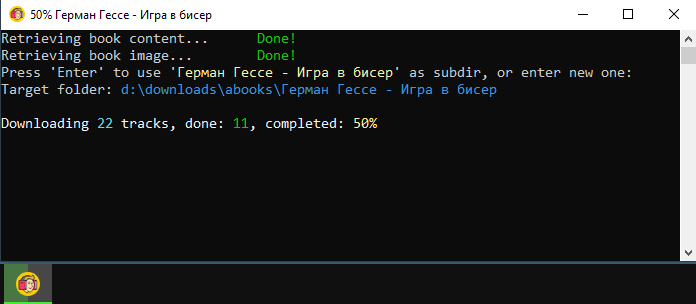 50% Герман Гессе - Игра в бисер
Retrieving book content... Done!
Retrieving book image... Done!
Press 'Enter' to use 'Герман Гессе - Игра в бисер' as subdir, or enter new one:
Target folder: d:\downloads\abooks\Герман Гессе - Игра в бисер
Downloading 22 tracks, done: 11, completed: 50%